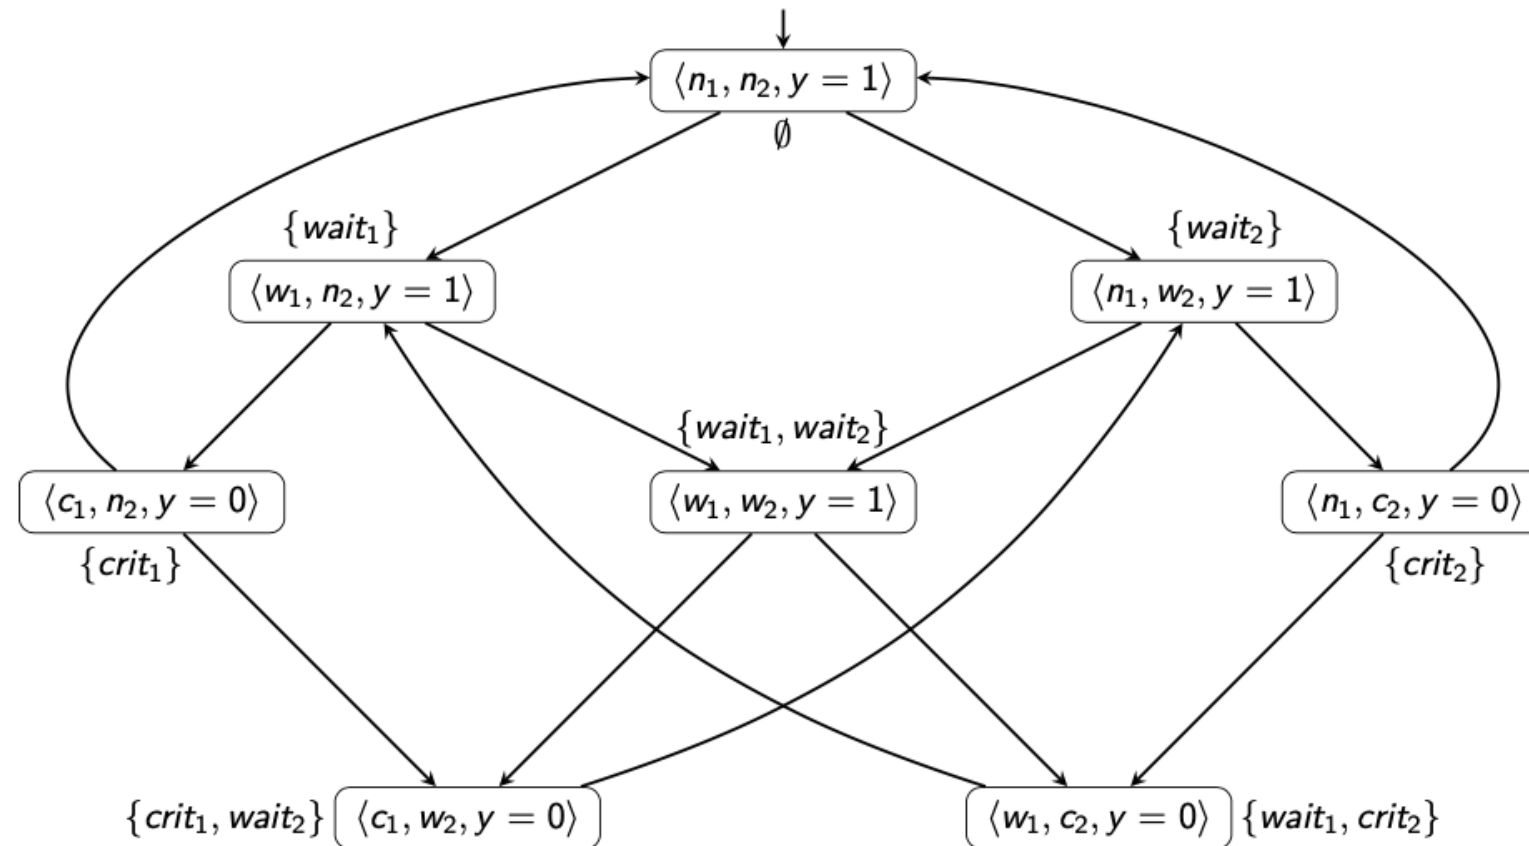 ⟨n₁, n₂, y = 1⟩
∅
{wait₁}
{wait₂}
⟨w₁, n₂, y = 1⟩
⟨n₁, w₂, y = 1⟩
{wait₁, wait₂}
⟨c₁, n₂, y = 0⟩
⟨w₁, w₂, y = 1⟩
⟨n₁, c₂, y = 0⟩
{crit₁}
{crit₂}
{crit₁, wait₂}
⟨c₁, w₂, y = 0⟩
⟨w₁, c₂, y = 0⟩
{wait₁, crit₂}